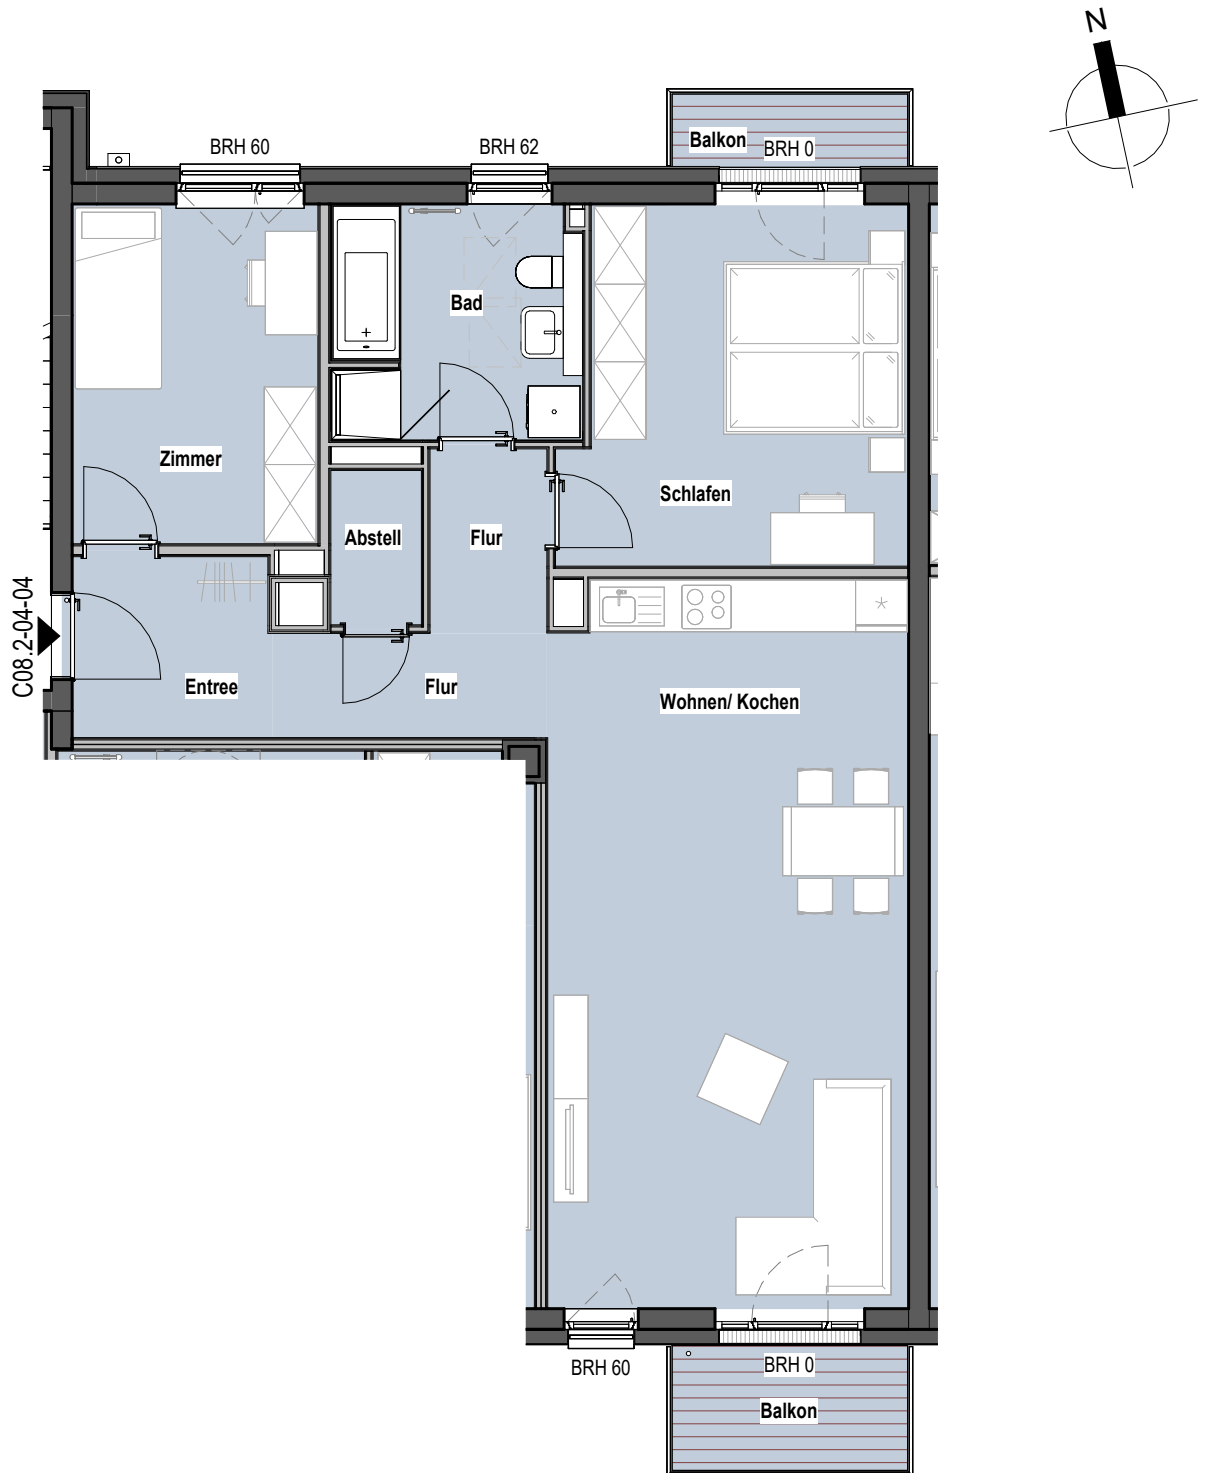 N
BRH 60
BRH 62
Balkon
BRH 0
Bad
Zimmer
Schlafen
Abstell
Flur
C08.2-04-04
Entree
Flur
Wohnen/ Kochen
BRH 60
BRH 0
Balkon